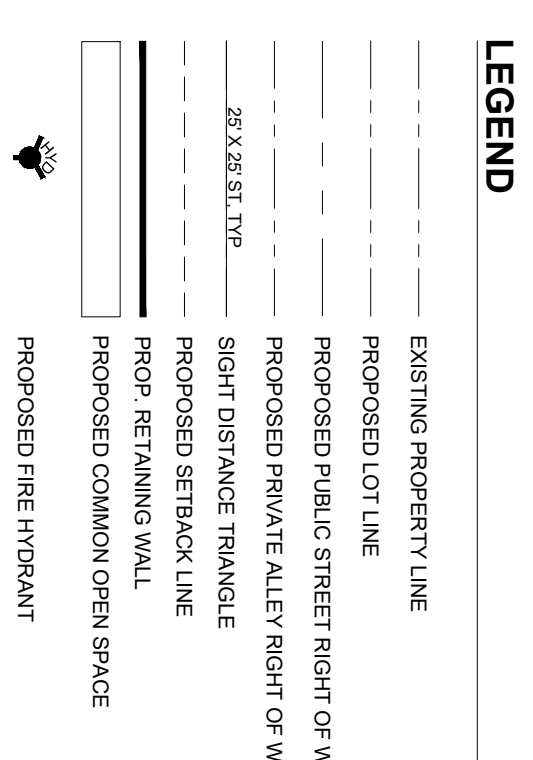 LEGEND
EXISTING PROPERTY LINE
PROPOSED LOT LINE
PROPOSED PUBLIC STREET RIGHT OF W
PROPOSED PRIVATE ALLEY RIGHT OF W
25' X 25' ST, TYP
SIGHT DISTANCE TRIANGLE
PROPOSED SETBACK LINE
PROP. RETAINING WALL
PROPOSED COMMON OPEN SPACE
HYD
PROPOSED FIRE HYDRANT